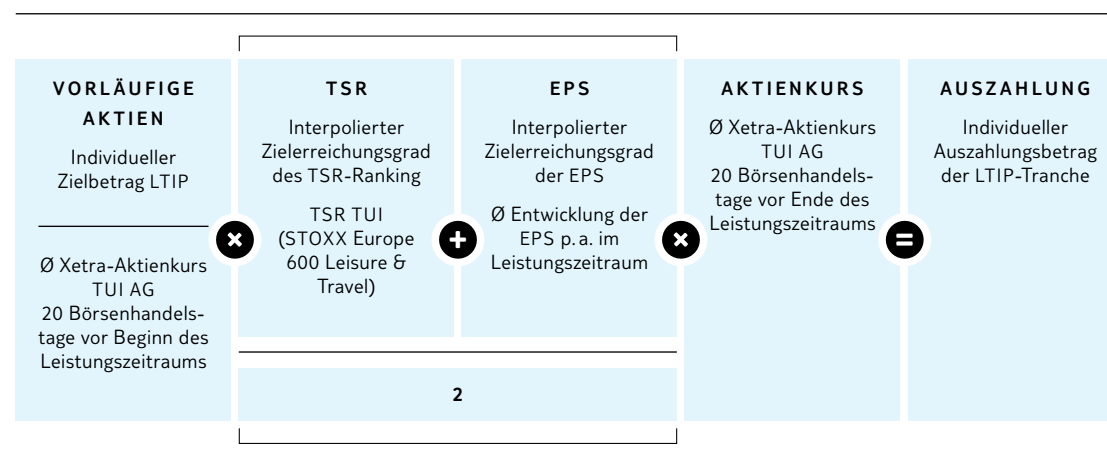 VORLÄUFIGE
AKTIEN
Individueller
Zielbetrag LTIP
Ø Xetra-Aktienkurs
TUI AG
20 Börsenhandels-
tage vor Beginn des
Leistungszeitraums
×
TSR
Interpolierter
Zielerreichungsgrad
des TSR-Ranking
TSR TUI
(STOXX Europe
600 Leisure &
Travel)
+
EPS
Interpolierter
Zielerreichungsgrad
der EPS
Ø Entwicklung der
EPS p. a. im
Leistungszeitraum
2
×
AKTIENKURS
Ø Xetra-Aktienkurs
TUI AG
20 Börsenhandels-
tage vor Ende des
Leistungszeitraums
=
AUSZAHLUNG
Individueller
Auszahlungsbetrag
der LTIP-Tranche